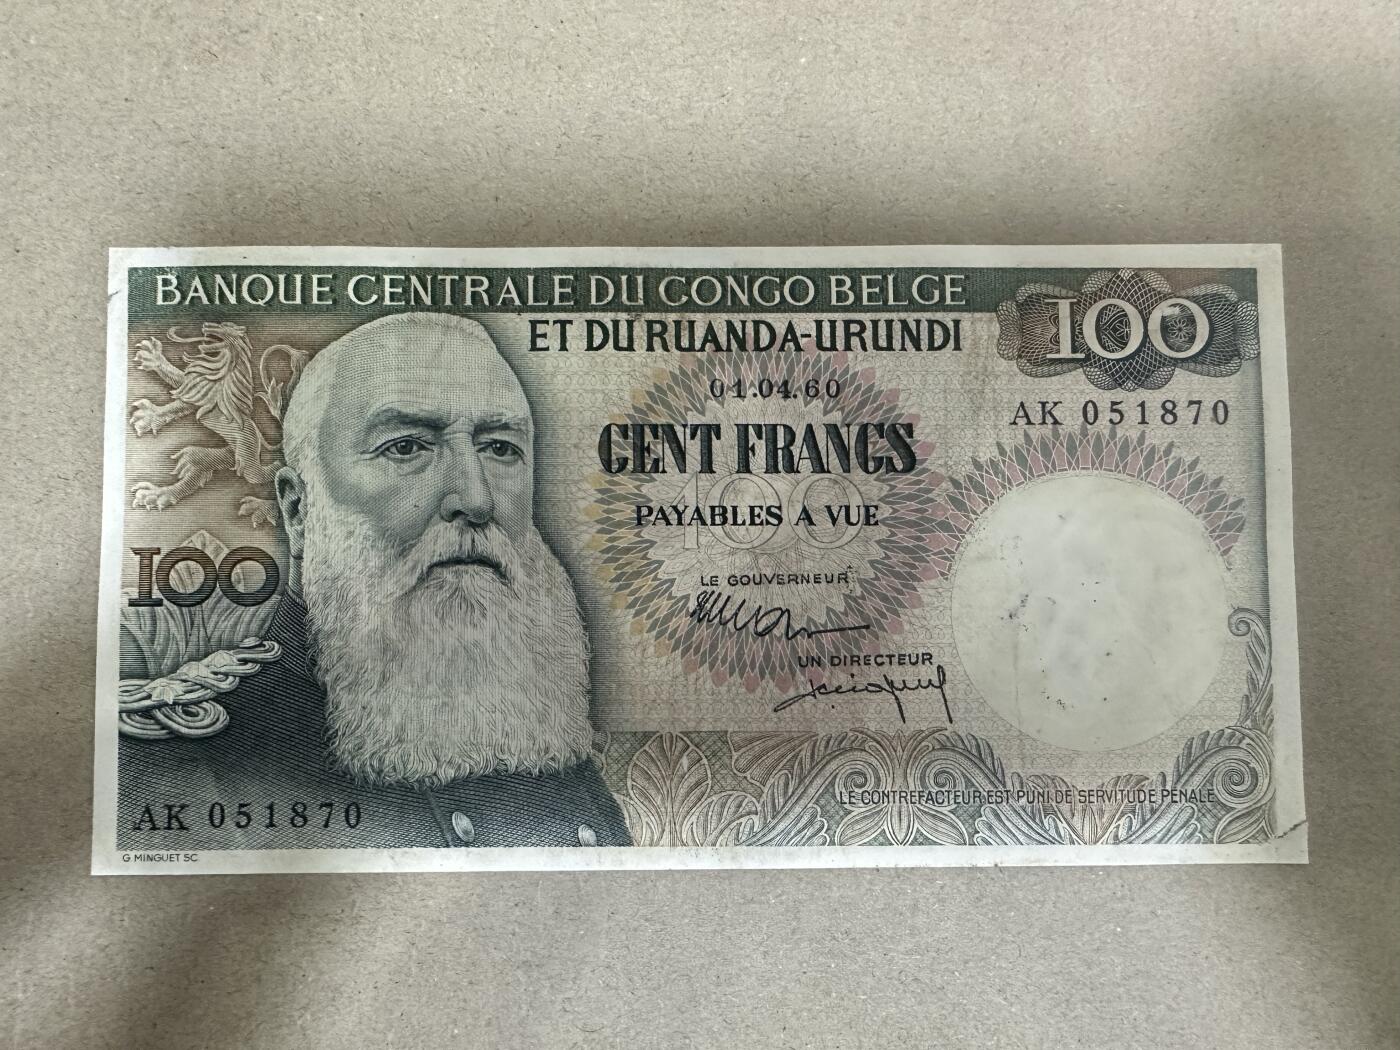 BANQUE CENTRALE DU CONGO BELGE
ET DU RUANDA-URUNDI
100
01.04.60
AK 051870
CENT FRANCS
100
PAYABLES A VUE
100
LE GOUVERNEUR
UN DIRECTEUR
LE CONTREFACTEUR EST PUNI DE SERVITUDE PENALE
AK 051870
G MINGUET SC.